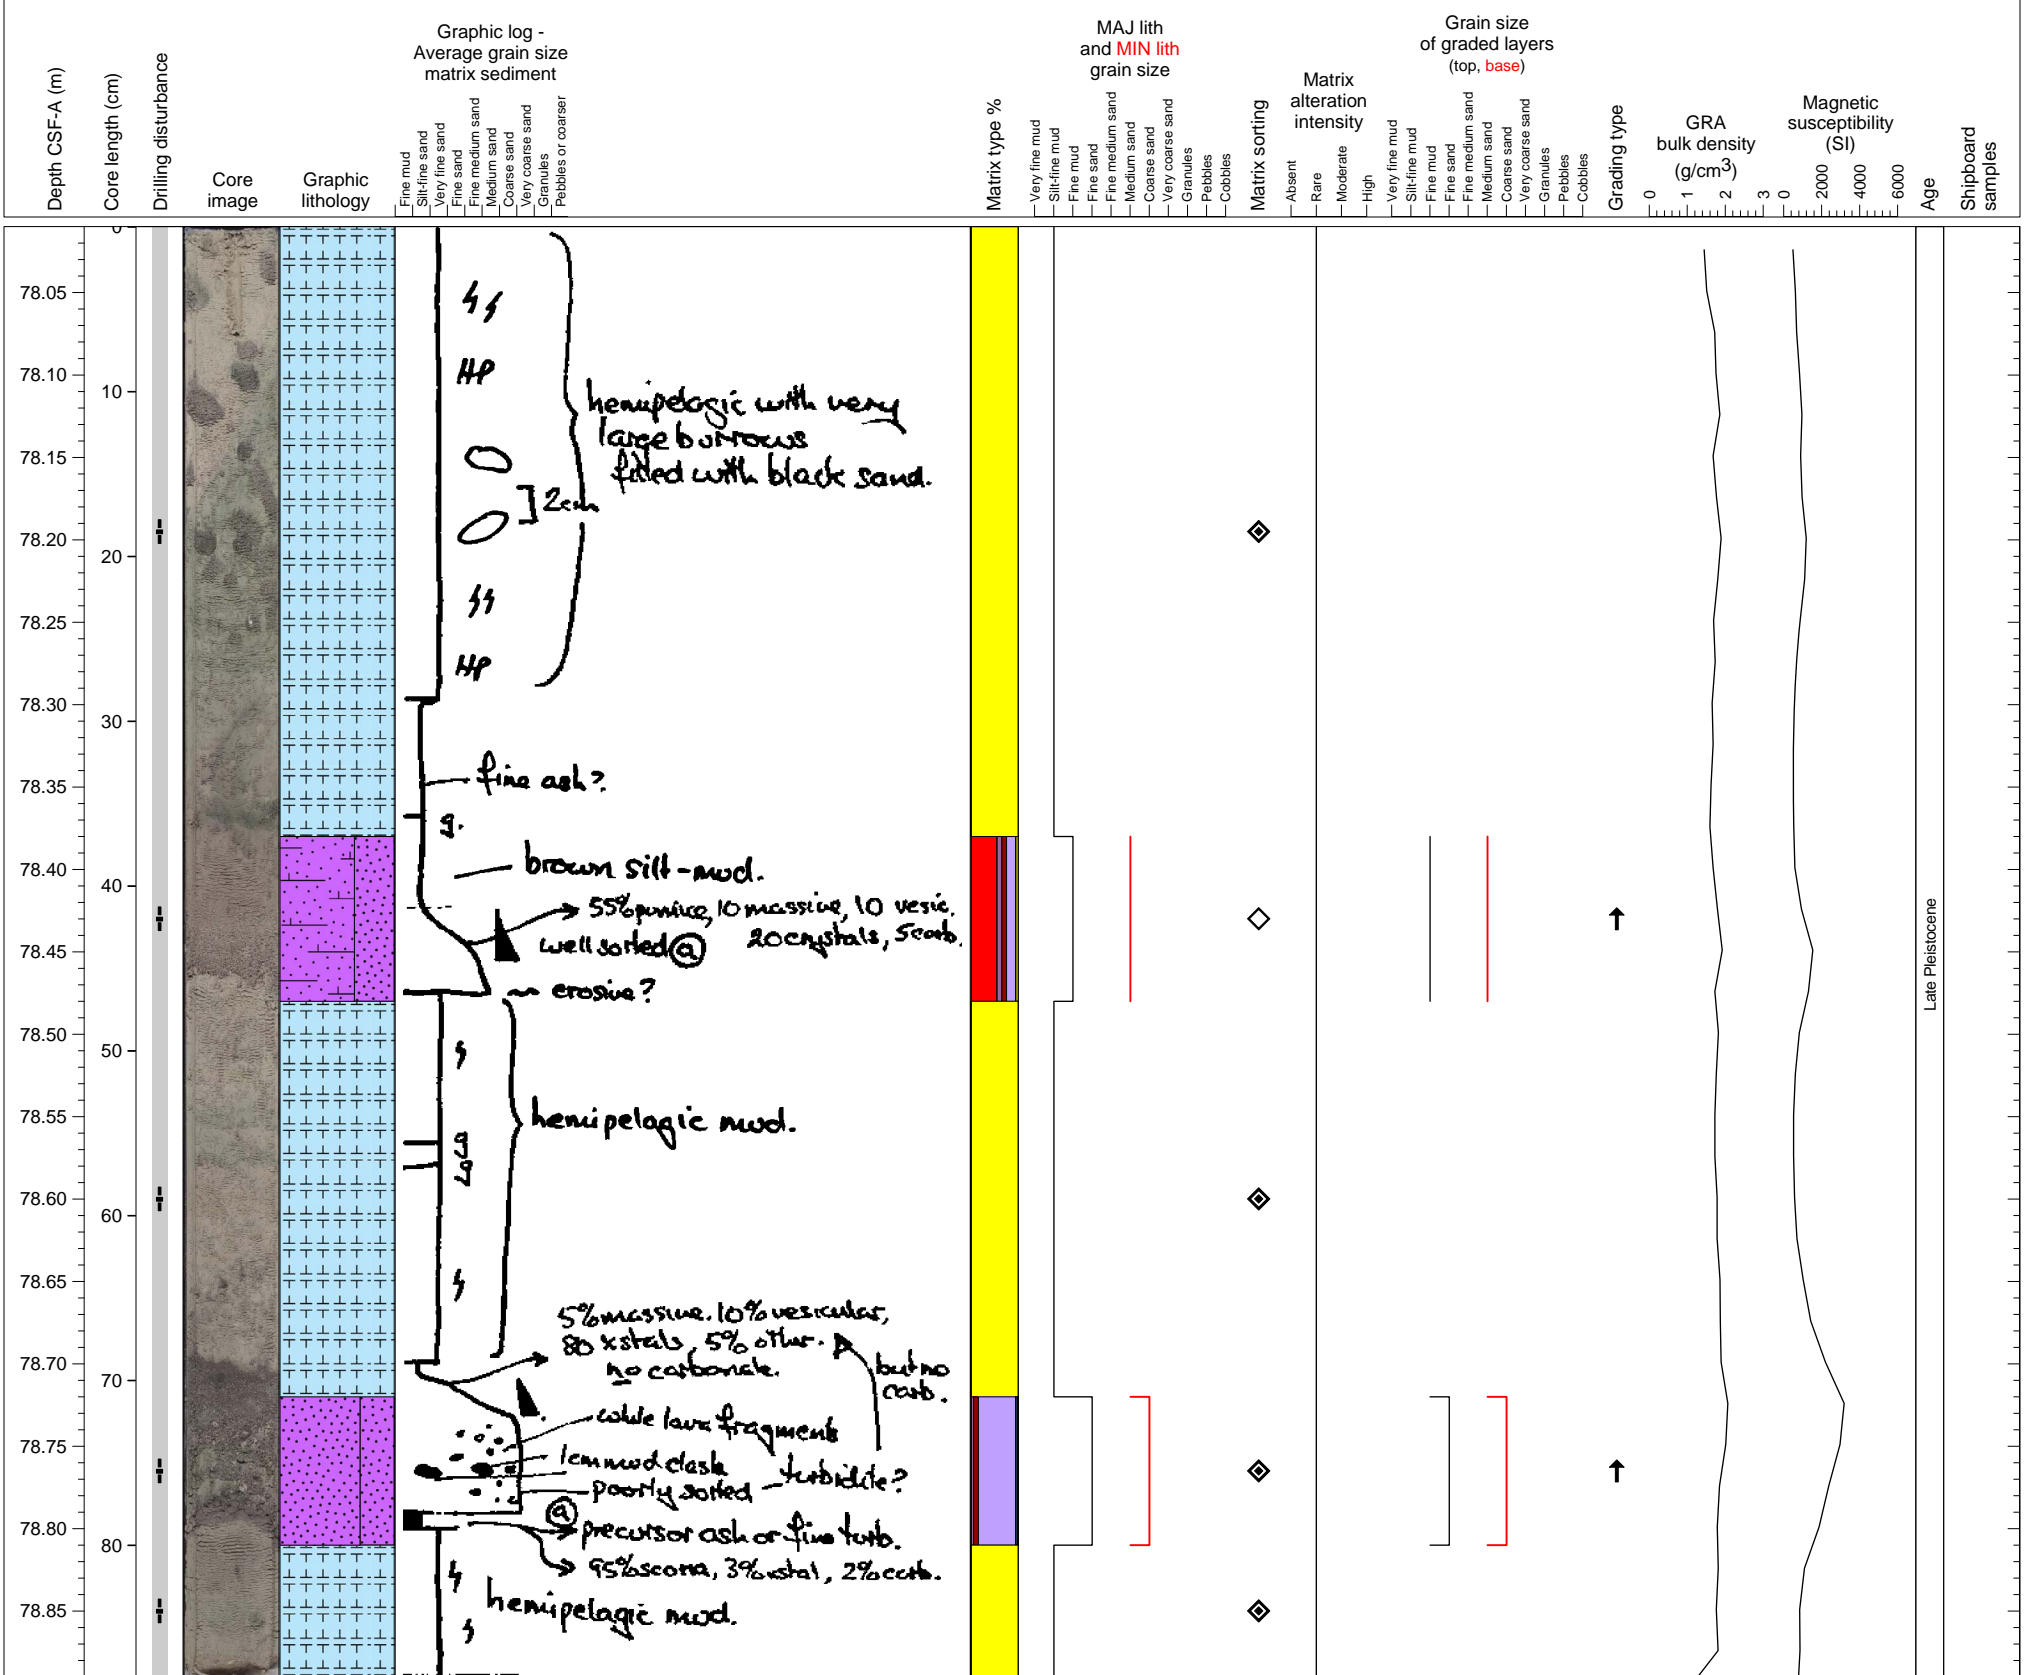 Depth CSF-A (m)
Core length (cm)
Drilling disturbance
Core
image
Graphic
lithology
Graphic log -
Average grain size
matrix sediment
Fine mud
Silt-fine sand
Very fine sand
Fine sand
Fine medium sand
Medium sand
Coarse sand
Very coarse sand
Granules
Pebbles or coarser
Matrix type %
MAJ lith
and MIN lith
grain size
Very fine mud
Silt-fine mud
Fine mud
Fine sand
Fine medium sand
Medium sand
Coarse sand
Very coarse sand
Granules
Pebbles
Cobbles
Matrix sorting
Matrix
alteration
intensity
Absent
Rare
Moderate
High
Grain size
of graded layers
(top, base)
Very fine mud
Silt-fine mud
Fine mud
Fine sand
Fine medium sand
Medium sand
Coarse sand
Very coarse sand
Granules
Pebbles
Cobbles
Grading type
GRA
bulk density
(g/cm3)
0 1 2 3
Magnetic
susceptibility
(SI)
0 2000 4000 6000
Age
Shipboard
samples
0
78.05
78.10
10
78.15
78.20
20
78.25
78.30
30
78.35
78.40
40
78.45
78.50
50
78.55
78.60
60
78.65
78.70
70
78.75
78.80
80
78.85
HP
hemipelagic with very
large burrows
filled with black sand.
2cm
HP
fine ash?
brown silt-mud.
55% pumice, 10 massive, 10 vesic.
well sorted @ 20 crystals, 5 carb.
~ erosive?
hemipelagic mud.
5% massive. 10% vesicular,
80 xstals, 5% other.
no carbonate.
but no
carb.
white lava fragments
1cm mud clasts
poorly sorted - turbidite?
@
precursor ash or fine turb.
95% scoria, 3% xstal, 2% carb.
hemipelagic mud.
Late Pleistocene